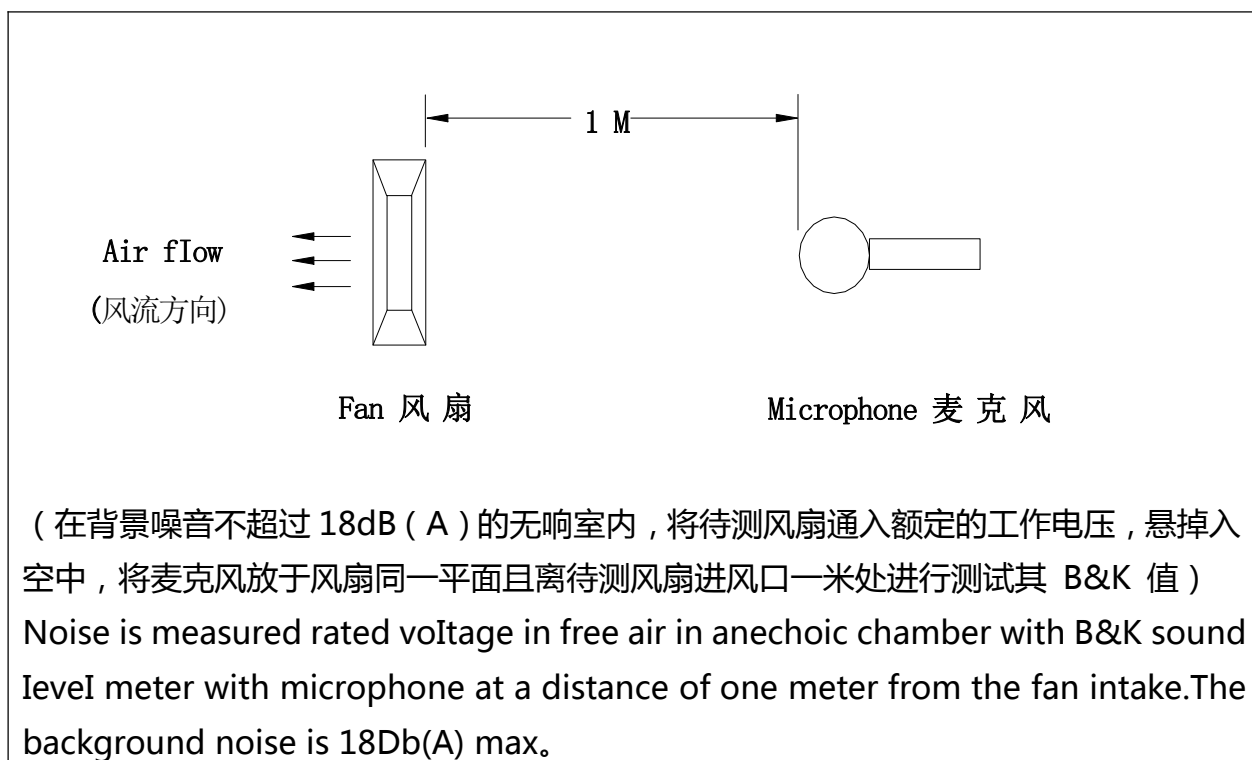 1 M
Air fIow
(风流方向)
Fan 风 扇
Microphone 麦 克 风
（在背景噪音不超过 18dB（A）的无响室内，将待测风扇通入额定的工作电压，悬掉入
空中，将麦克风放于风扇同一平面且离待测风扇进风口一米处进行测试其 B&K 值）
Noise is measured rated voItage in free air in anechoic chamber with B&K sound
IeveI meter with microphone at a distance of one meter from the fan intake.The
background noise is 18Db(A) max。